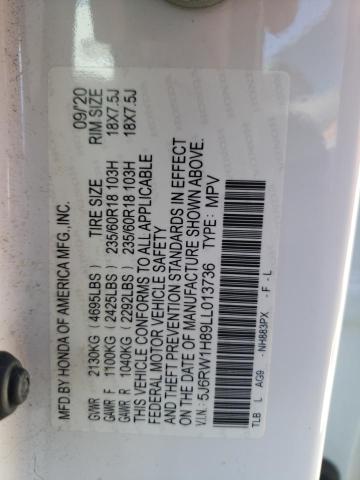 MFD BY HONDA OF AMERICA MFG., INC. 09/20
TIRE SIZE RIM SIZE
GVWR 2130KG ( 4695LBS )
GAWR F 1100KG ( 2425LBS ) 235/60R18 103H 18X7.5J
GAWR R 1040KG ( 2292LBS ) 235/60R18 103H 18X7.5J
THIS VEHICLE CONFORMS TO ALL APPLICABLE
FEDERAL MOTOR VEHICLE SAFETY
AND THEFT PREVENTION STANDARDS IN EFFECT
ON THE DATE OF MANUFACTURE SHOWN ABOVE.
V.I.N.: 5J6RW1H89LL013736 TYPE: MPV
TLB L AG9 -NH883PX - F - L